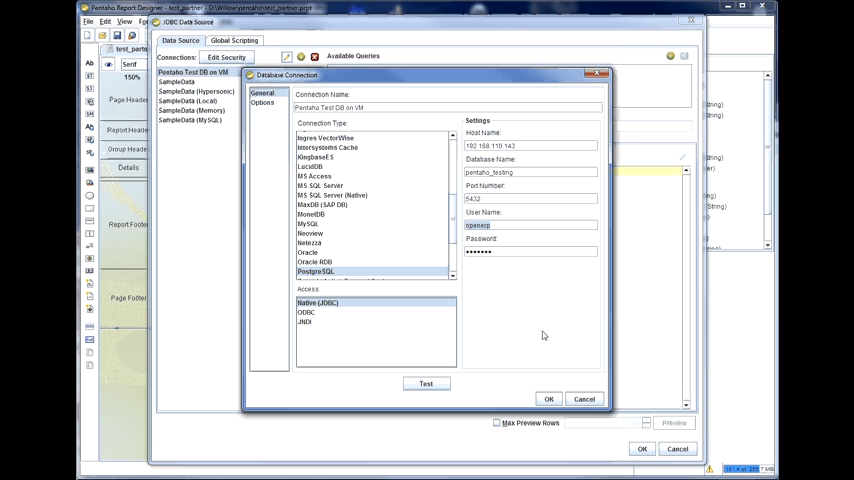 Pentaho Report Designer - test_partner (C:\Willow\pentaho\test_partner.prpt
File Edit View
JDBC Data Source
Data Source
Global Scripting
Connections:
Edit Security
Available Queries
Pentaho Test DB on VM
SampleData
SampleData (Hypersonic)
SampleData (Local)
SampleData (Memory)
SampleData (MySQL)
test_partn
Serif
150%
Page Heade
Report Heade
Group Heade
Details
Report Footer
Page Footer
Database Connection
General
Options
Connection Name:
Pentaho Test DB on VM
Connection Type:
Ingres VectorWise
Intersystems Cache
KingbaseES
LucidDB
MS Access
MS SQL Server
MS SQL Server (Native)
MaxDB (SAP DB)
MonetDB
MySQL
Neoview
Netezza
Oracle
Oracle RDB
PostgreSQL
Access:
Native (JDBC)
ODBC
JNDI
Settings
Host Name:
192.168.110.143
Database Name:
pentaho_testing
Port Number:
5432
User Name:
openerp
Password:
•••••••
Test
OK
Cancel
Max Preview Rows
Preview
OK
Cancel